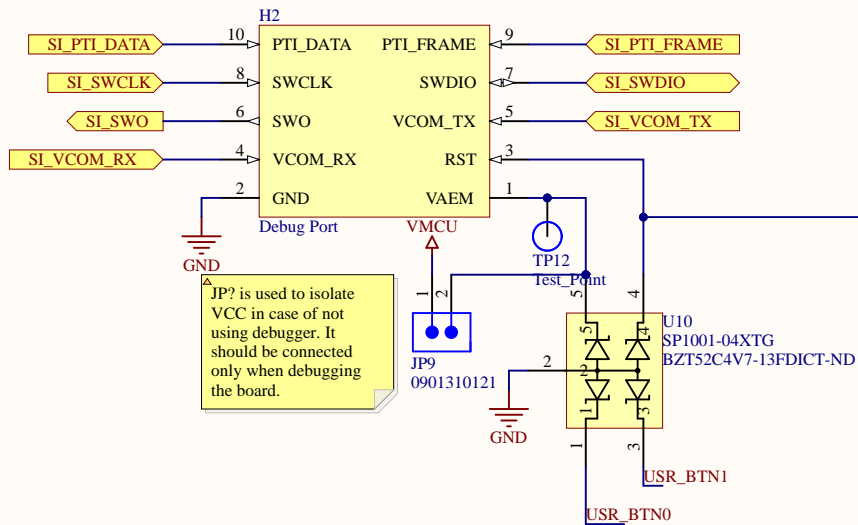 H2
SI_PTI_DATA 10 PTI_DATA PTI_FRAME 9 SI_PTI_FRAME
SI_SWCLK 8 SWCLK SWDIO 7 SI_SWDIO
SI_SWO 6 SWO VCOM_TX 5 SI_VCOM_TX
SI_VCOM_RX 4 VCOM_RX RST 3
2 GND VAEM 1
Debug Port
VMCU
GND
TP12
Test_Point
JP? is used to isolate
VCC in case of not
using debugger. It
should be connected
only when debugging
the board.
1 2
JP9
0901310121
5 4
U10
SP1001-04XTG
BZT52C4V7-13FDICT-ND
5 4
2 2
1 3
GND
1 3
USR_BTN1
USR_BTN0